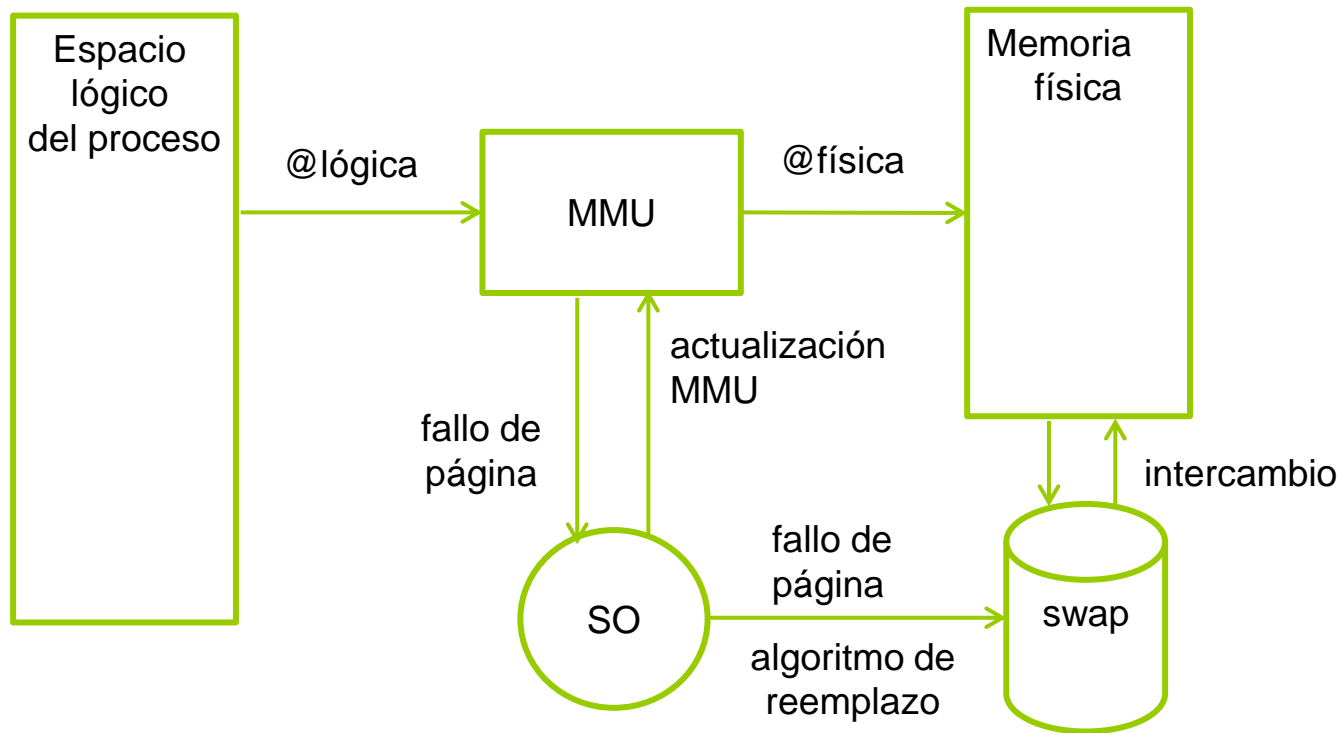 Espacio
lógico
del proceso
@lógica
MMU
@física
Memoria
física
actualización
MMU
fallo de
página
intercambio
SO
fallo de
página
algoritmo de
reemplazo
swap